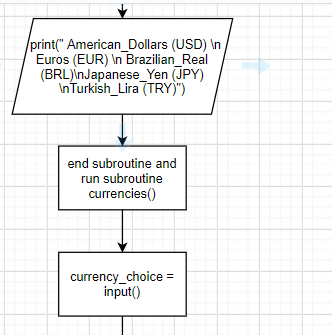 print(" American_Dollars (USD) \n
Euros (EUR) \n Brazilian_Real
(BRL)\nJapanese_Yen (JPY)
\nTurkish_Lira (TRY)")
end subroutine and
run subroutine
currencies()
currency_choice =
input()